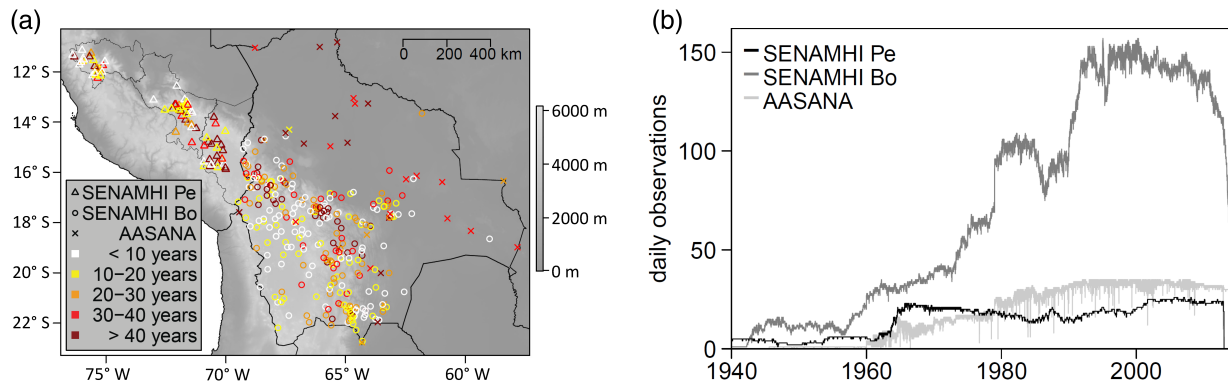 (a)
0 200 400 km
12° S
14° S
16° S
18° S
20° S
22° S
6000 m
4000 m
2000 m
0 m
SENAMHI Pe
SENAMHI Bo
AASANA
< 10 years
10−20 years
20−30 years
30−40 years
> 40 years
75° W 70° W 65° W 60° W
(b)
daily observations
150
100
50
0
SENAMHI Pe
SENAMHI Bo
AASANA
1940 1960 1980 2000